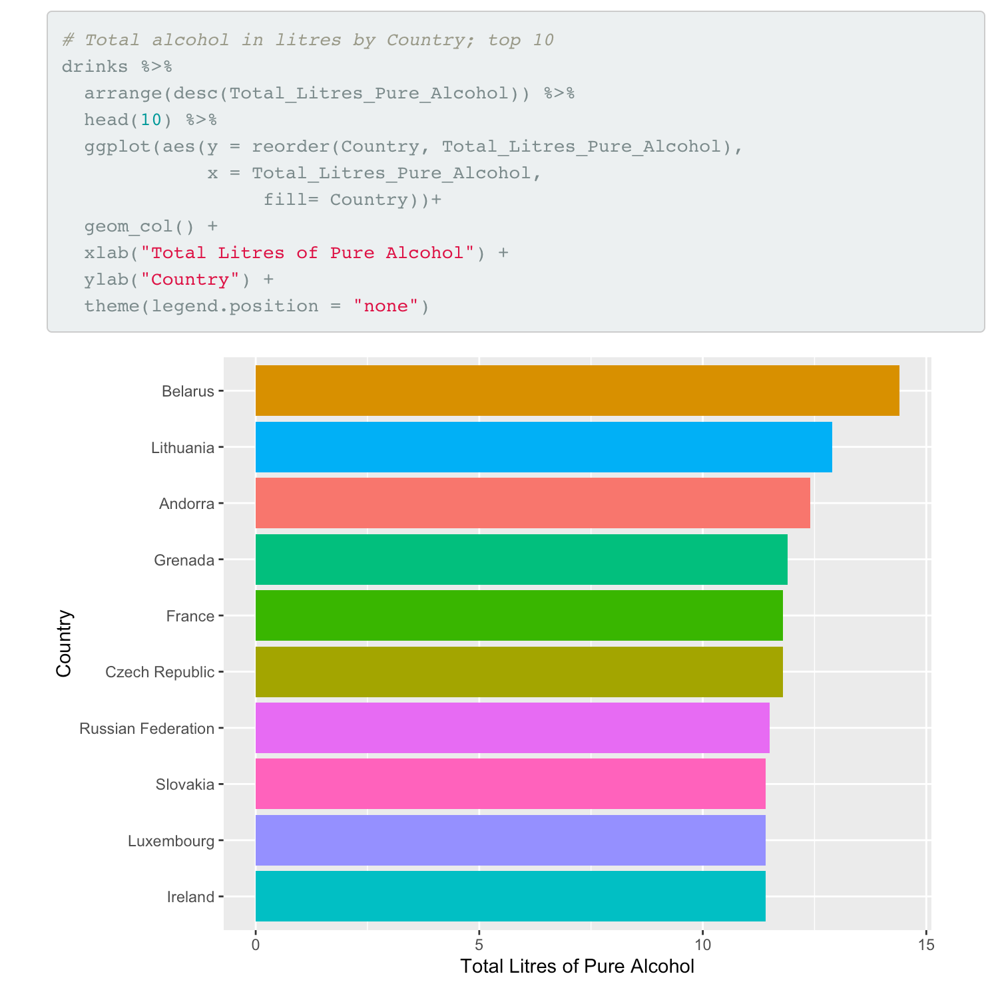 # Total alcohol in litres by Country; top 10
drinks %>%
  arrange(desc(Total_Litres_Pure_Alcohol)) %>%
  head(10) %>%
  ggplot(aes(y = reorder(Country, Total_Litres_Pure_Alcohol),
             x = Total_Litres_Pure_Alcohol,
                  fill= Country))+
  geom_col() +
  xlab("Total Litres of Pure Alcohol") +
  ylab("Country") +
  theme(legend.position = "none")
Country
Belarus
Lithuania
Andorra
Grenada
France
Czech Republic
Russian Federation
Slovakia
Luxembourg
Ireland
0 5 10 15
Total Litres of Pure Alcohol